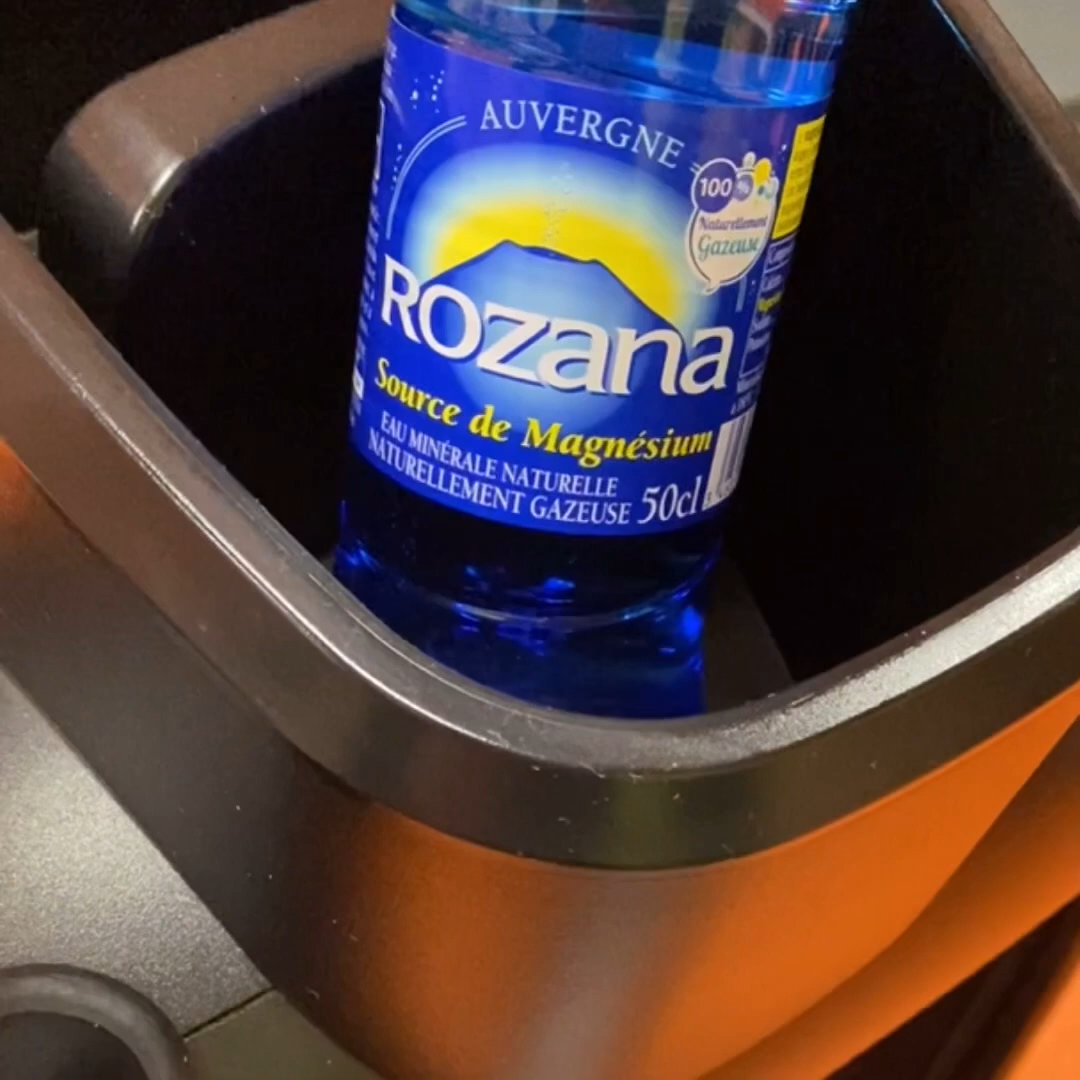 AUVERGNE
100%
Naturellement
Gazeuse
ROzana
Source de Magnésium
EAU MINÉRALE NATURELLE
NATURELLEMENT GAZEUSE 50cl